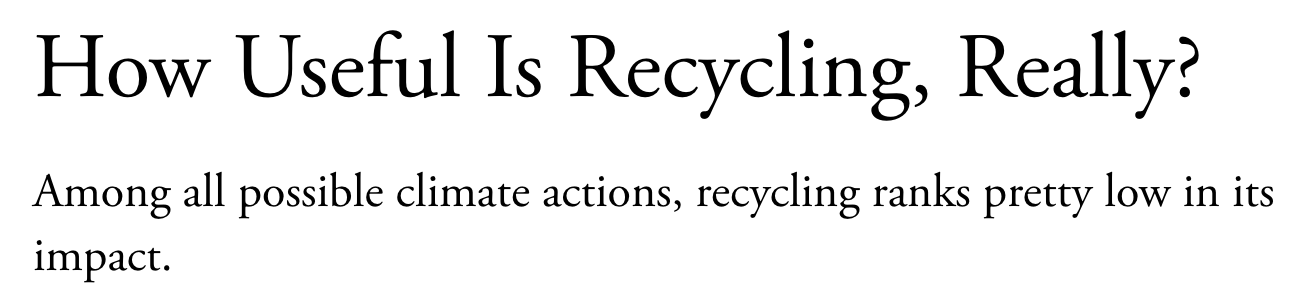 How Useful Is Recycling, Really?
Among all possible climate actions, recycling ranks pretty low in its
impact.